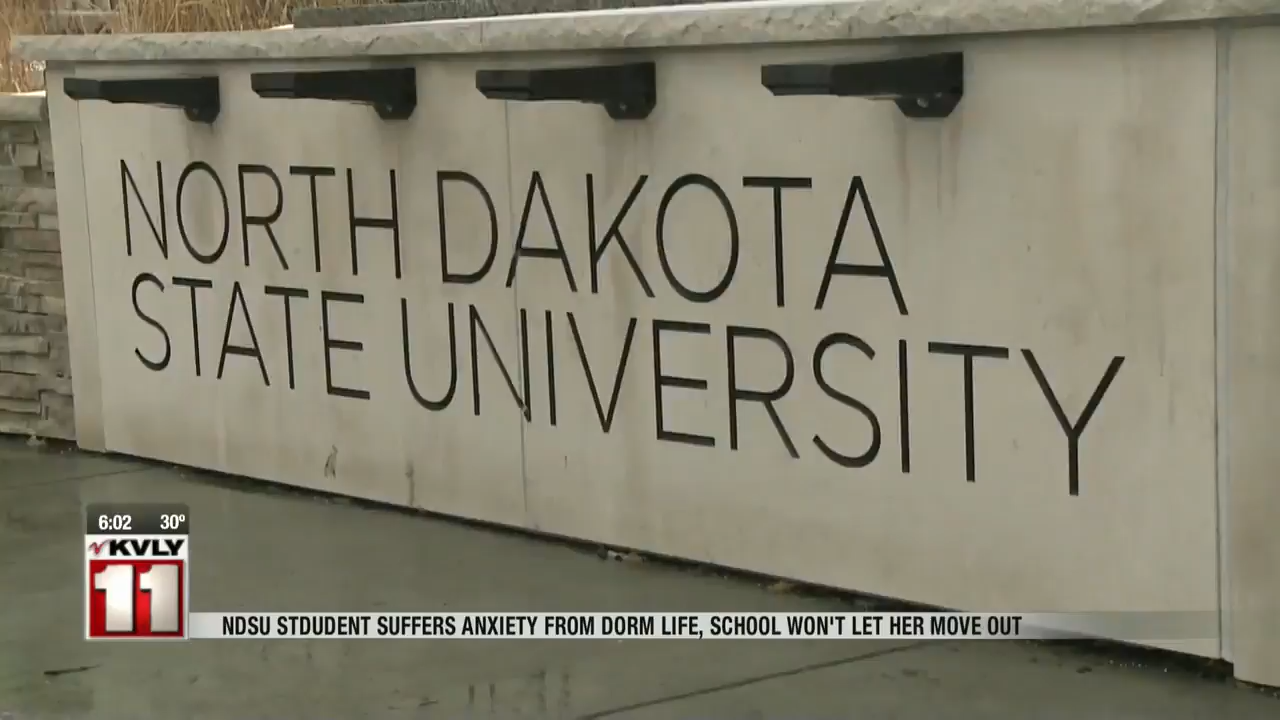 NORTH DAKOTA
STATE UNIVERSITY
6:02 30º
KVLY
11
NDSU STDUDENT SUFFERS ANXIETY FROM DORM LIFE, SCHOOL WON'T LET HER MOVE OUT